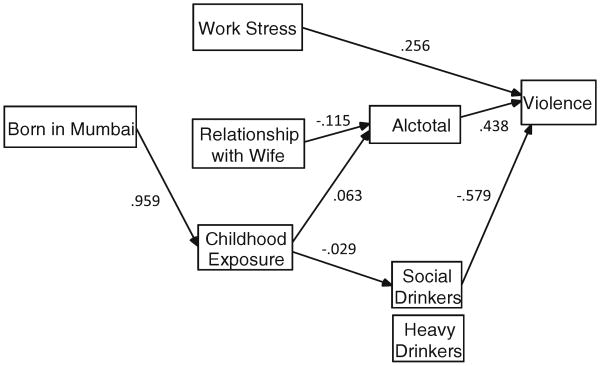 Work Stress
.256
Violence
Born in Mumbai
-.115
Alctotal
.438
Relationship
with Wife
.959
.063
-.579
Childhood
Exposure
-.029
Social
Drinkers
Heavy
Drinkers